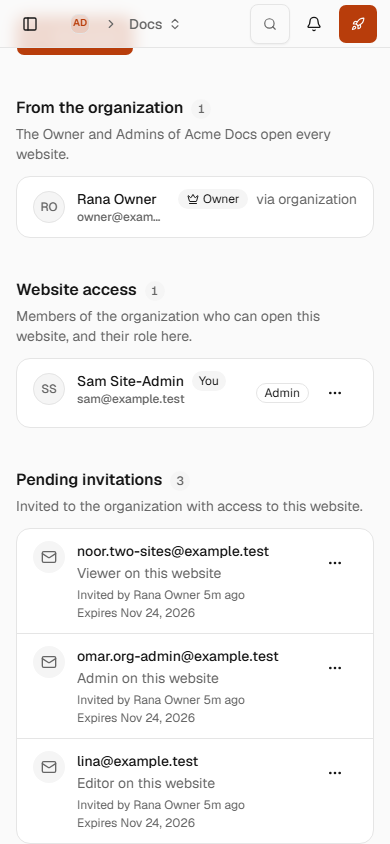 AD
Docs
From the organization 1
The Owner and Admins of Acme Docs open every
website.
RO
Rana Owner
Owner
via organization
owner@exam…
Website access 1
Members of the organization who can open this
website, and their role here.
SS
Sam Site-Admin You
sam@example.test
Admin
Pending invitations 3
Invited to the organization with access to this website.
noor.two-sites@example.test
Viewer on this website
Invited by Rana Owner 5m ago
Expires Nov 24, 2026
omar.org-admin@example.test
Admin on this website
Invited by Rana Owner 5m ago
Expires Nov 24, 2026
lina@example.test
Editor on this website
Invited by Rana Owner 5m ago
Expires Nov 24, 2026